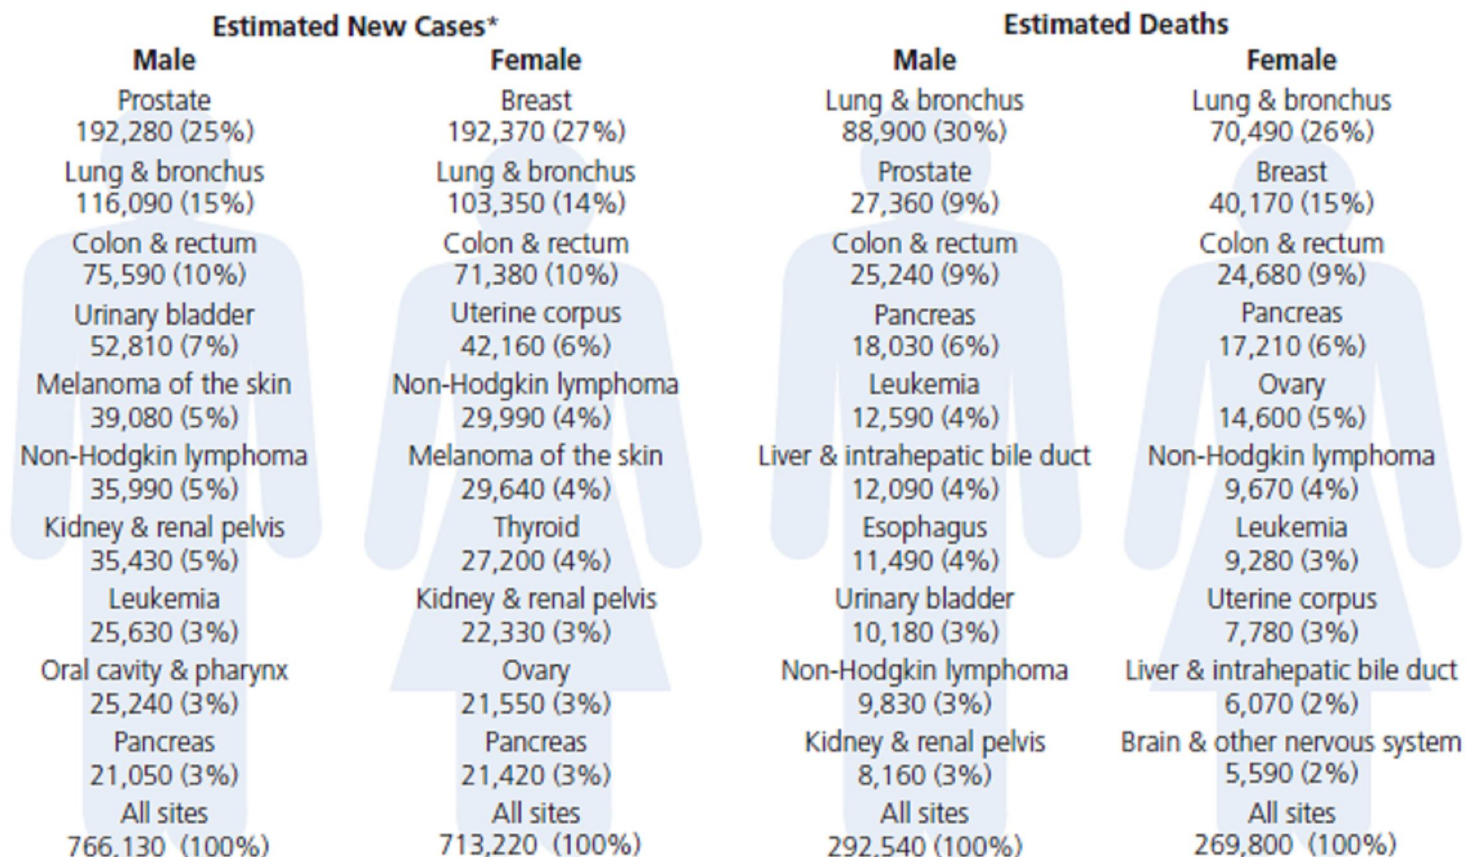 Estimated New Cases*
Male
Prostate
192,280 (25%)
Lung & bronchus
116,090 (15%)
Colon & rectum
75,590 (10%)
Urinary bladder
52,810 (7%)
Melanoma of the skin
39,080 (5%)
Non-Hodgkin lymphoma
35,990 (5%)
Kidney & renal pelvis
35,430 (5%)
Leukemia
25,630 (3%)
Oral cavity & pharynx
25,240 (3%)
Pancreas
21,050 (3%)
All sites
766,130 (100%)
Female
Breast
192,370 (27%)
Lung & bronchus
103,350 (14%)
Colon & rectum
71,380 (10%)
Uterine corpus
42,160 (6%)
Non-Hodgkin lymphoma
29,990 (4%)
Melanoma of the skin
29,640 (4%)
Thyroid
27,200 (4%)
Kidney & renal pelvis
22,330 (3%)
Ovary
21,550 (3%)
Pancreas
21,420 (3%)
All sites
713,220 (100%)
Estimated Deaths
Male
Lung & bronchus
88,900 (30%)
Prostate
27,360 (9%)
Colon & rectum
25,240 (9%)
Pancreas
18,030 (6%)
Leukemia
12,590 (4%)
Liver & intrahepatic bile duct
12,090 (4%)
Esophagus
11,490 (4%)
Urinary bladder
10,180 (3%)
Non-Hodgkin lymphoma
9,830 (3%)
Kidney & renal pelvis
8,160 (3%)
All sites
292,540 (100%)
Female
Lung & bronchus
70,490 (26%)
Breast
40,170 (15%)
Colon & rectum
24,680 (9%)
Pancreas
17,210 (6%)
Ovary
14,600 (5%)
Non-Hodgkin lymphoma
9,670 (4%)
Leukemia
9,280 (3%)
Uterine corpus
7,780 (3%)
Liver & intrahepatic bile duct
6,070 (2%)
Brain & other nervous system
5,590 (2%)
All sites
269,800 (100%)